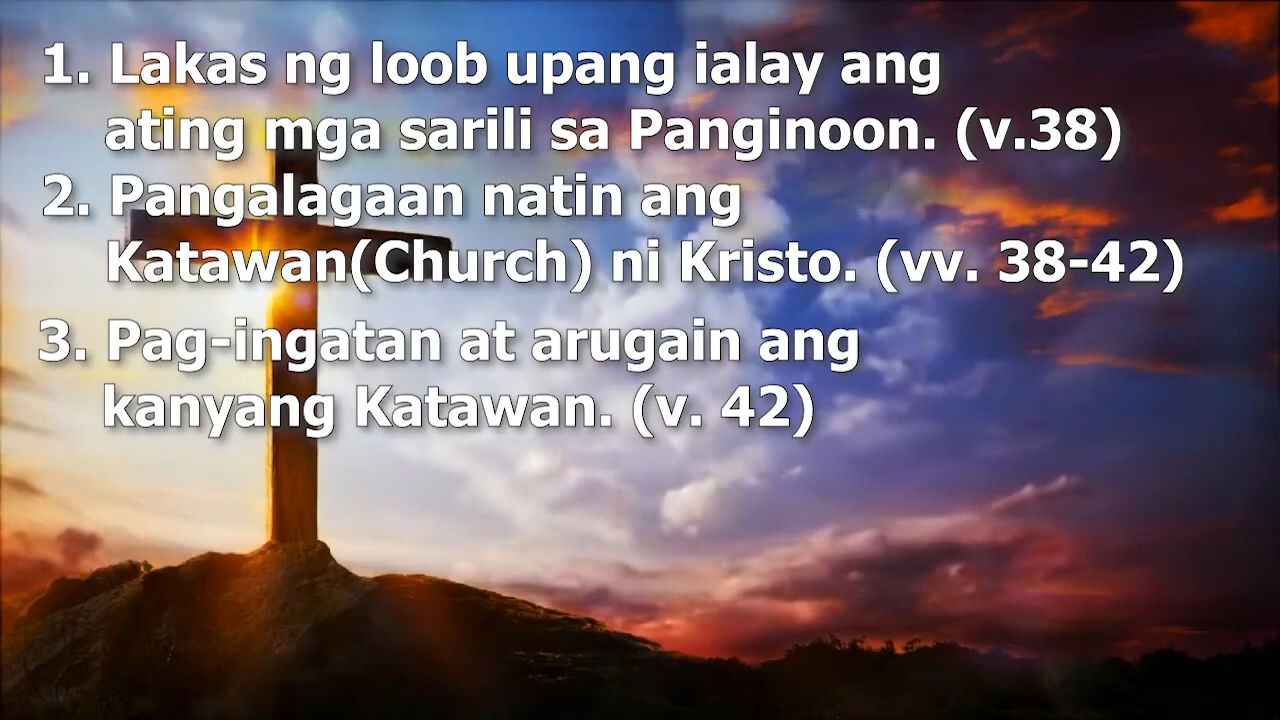 1. Lakas ng loob upang ialay ang
ating mga sarili sa Panginoon. (v.38)
2. Pangalagaan natin ang
Katawan(Church) ni Kristo. (vv. 38-42)
3. Pag-ingatan at arugain ang
kanyang Katawan. (v. 42)